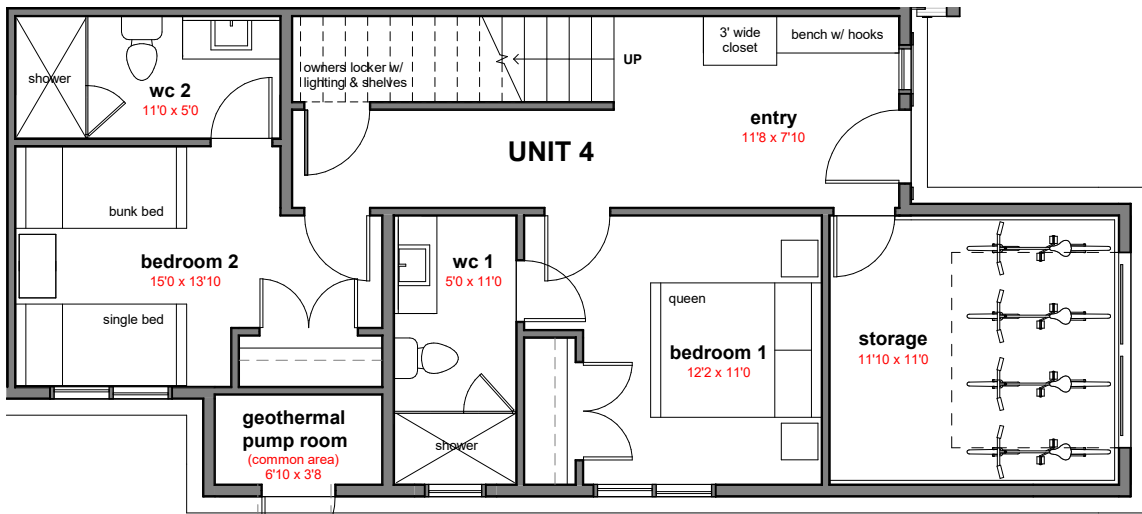 shower
wc 2
11'0 x 5'0
owners locker w/
lighting & shelves
UP
3' wide
closet
bench w/ hooks
entry
11'8 x 7'10
UNIT 4
bunk bed
bedroom 2
15'0 x 13'10
single bed
wc 1
5'0 x 11'0
queen
bedroom 1
12'2 x 11'0
storage
11'10 x 11'0
geothermal
pump room
(common area)
6'10 x 3'8
shower